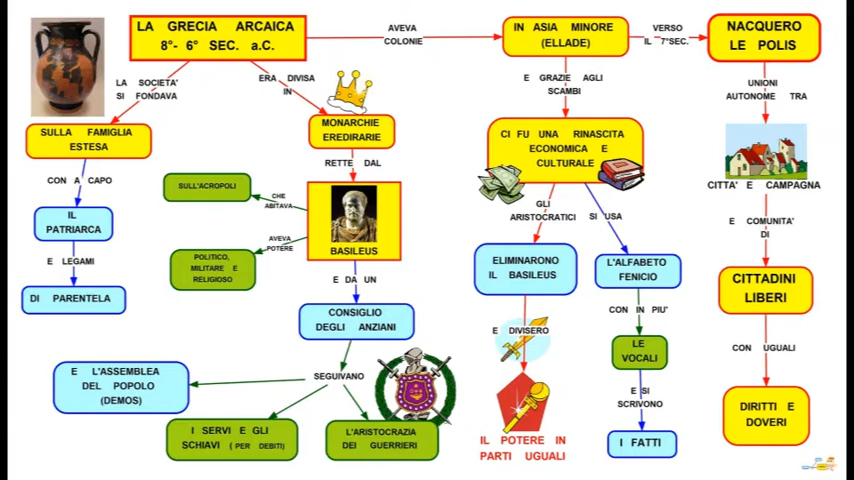 LA GRECIA ARCAICA
8°- 6° SEC. a.C.
AVEVA
COLONIE
IN ASIA MINORE
(ELLADE)
VERSO
IL 7°SEC.
NACQUERO
LE POLIS
LA SOCIETA'
SI FONDAVA
ERA DIVISA
IN
E GRAZIE AGLI
SCAMBI
UNIONI
AUTONOME TRA
SULLA FAMIGLIA
ESTESA
MONARCHIE
EREDIRARIE
CI FU UNA RINASCITA
ECONOMICA E
CULTURALE
CON A CAPO
RETTE DAL
CITTA' E CAMPAGNA
SULL'ACROPOLI
CHE
ABITAVA
BASILEUS
GLI
ARISTOCRATICI
SI USA
IL
PATRIARCA
AVEVA
POTERE
E COMUNITA'
DI
E LEGAMI
POLITICO,
MILITARE E
RELIGIOSO
ELIMINARONO
IL BASILEUS
L'ALFABETO
FENICIO
DI PARENTELA
E DA UN
CITTADINI
LIBERI
CONSIGLIO
DEGLI ANZIANI
CON IN PIU'
E DIVISERO
LE
VOCALI
CON UGUALI
E L'ASSEMBLEA
DEL POPOLO
(DEMOS)
SEGUIVANO
E SI
SCRIVONO
DIRITTI E
DOVERI
I SERVI E GLI
SCHIAVI ( PER DEBITI)
L'ARISTOCRAZIA
DEI GUERRIERI
IL POTERE IN
PARTI UGUALI
I FATTI